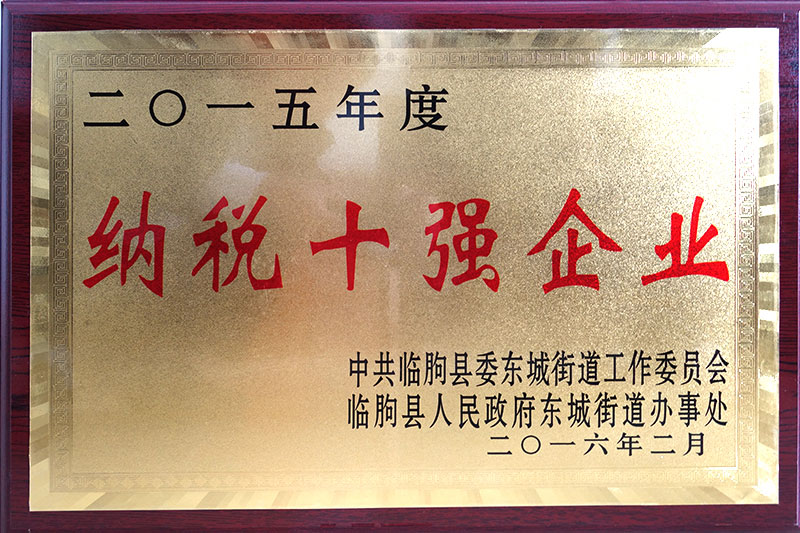 二〇一五年度
纳税十强企业
中共临朐县委东城街道工作委员会
临朐县人民政府东城街道办事处
二〇一六年二月